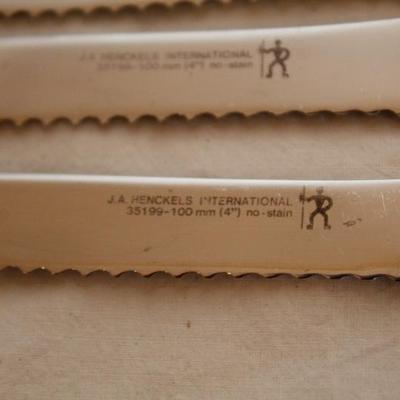 J.A. HENCKELS INTERNATIONAL
35199-100 mm (4") no-stain
J.A. HENCKELS INTERNATIONAL
35199-100 mm (4") no-stain